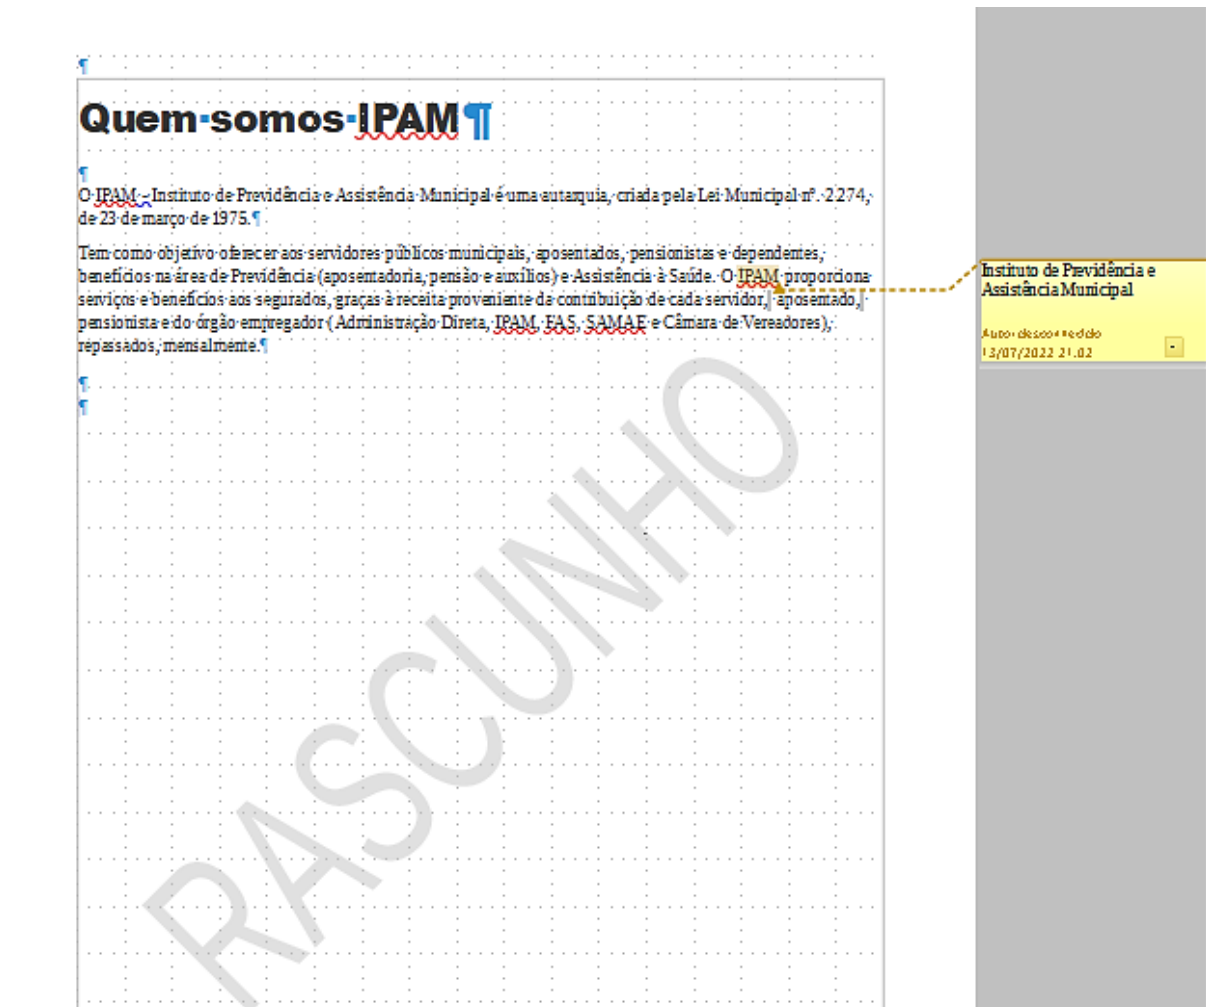 Quem somos IPAM
O IPAM – Instituto de Previdência e Assistência Municipal é uma autarquia, criada pela Lei Municipal nº. 2274,
de 23 de março de 1975.
Tem como objetivo oferecer aos servidores públicos municipais, aposentados, pensionistas e dependentes,
benefícios na área de Previdência (aposentadoria, pensão e auxílios) e Assistência à Saúde. O IPAM proporciona
serviços e benefícios aos segurados, graças à receita proveniente da contribuição de cada servidor, aposentado,
pensionista e do órgão empregador ( Administração Direta, IPAM, FAS, SAMAE e Câmara de Vereadores),
repassados, mensalmente.
Instituto de Previdência e
Assistência Municipal
Autor desconhecido
13/07/2022 21:02
RASCUNHO